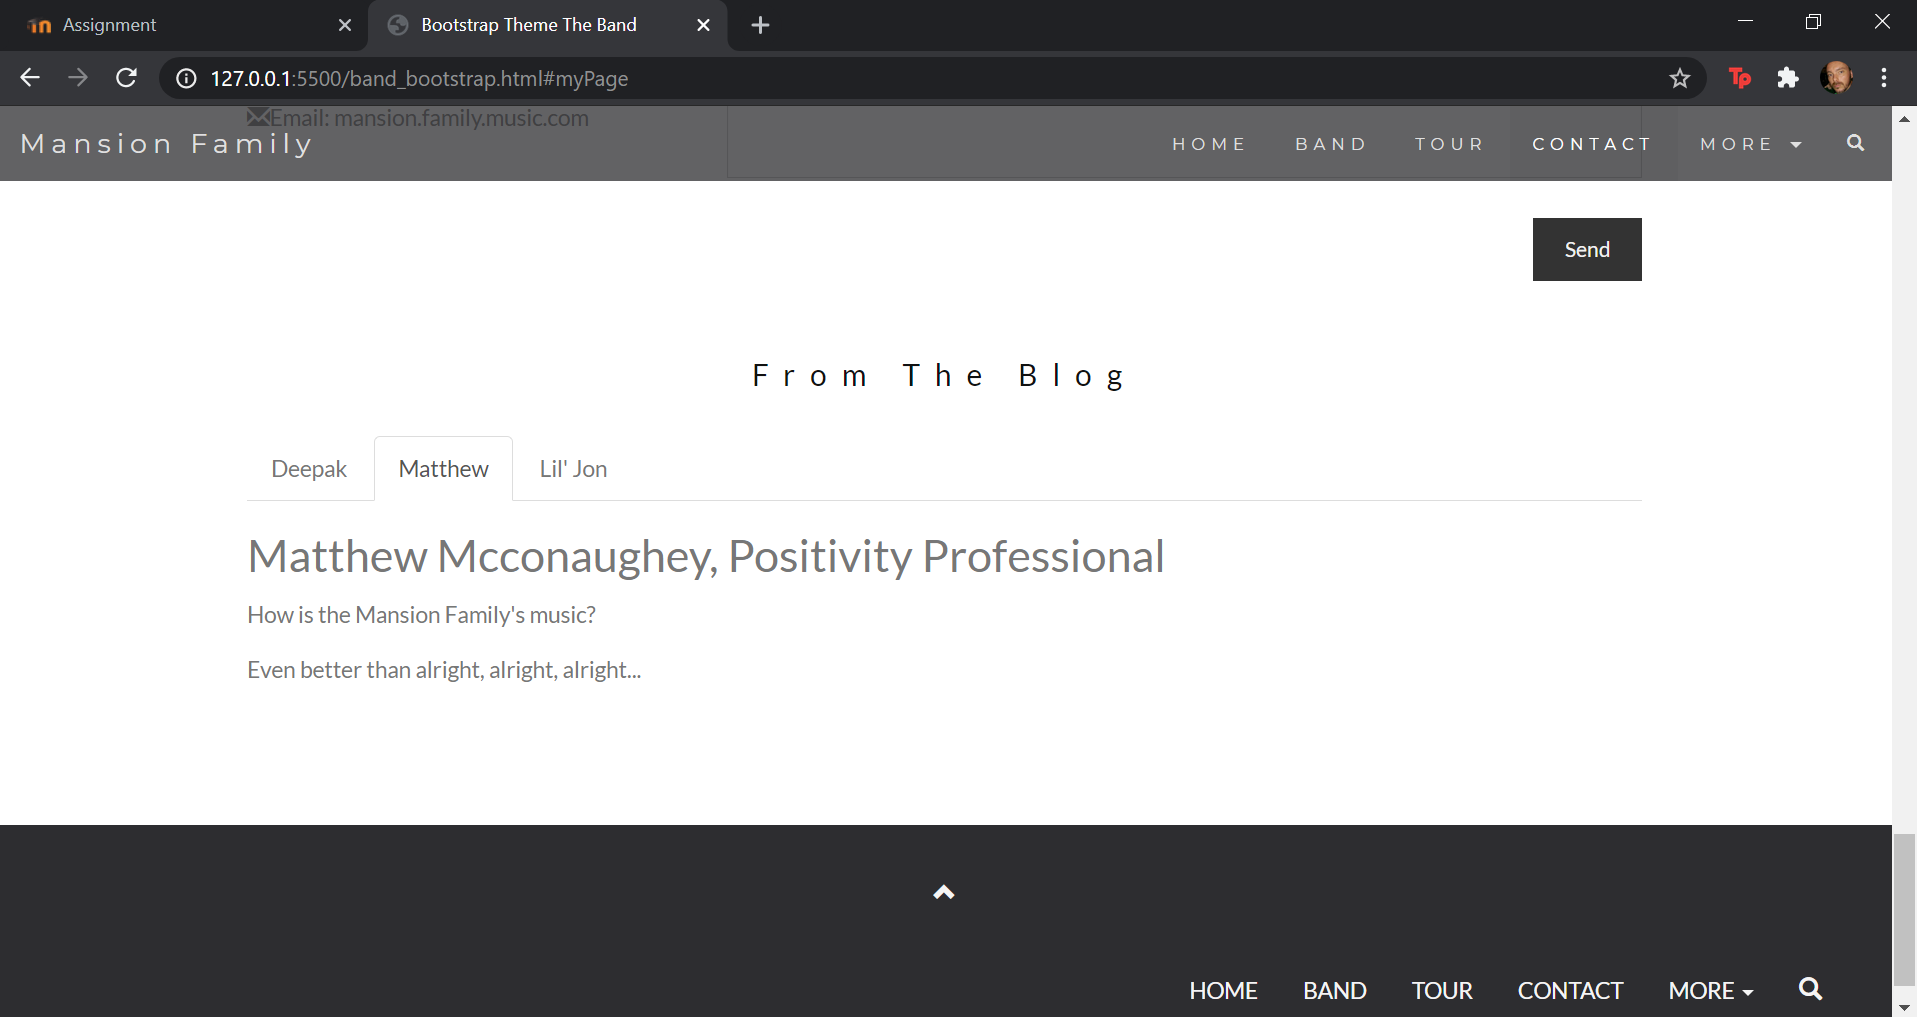 Assignment
Bootstrap Theme The Band
127.0.0.1:5500/band_bootstrap.html#myPage
Tp
Email: mansion.family.music.com
Mansion Family
HOME BAND TOUR CONTACT MORE
Send
From The Blog
Deepak Matthew Lil' Jon
Matthew Mcconaughey, Positivity Professional
How is the Mansion Family's music?
Even better than alright, alright, alright...
HOME BAND TOUR CONTACT MORE